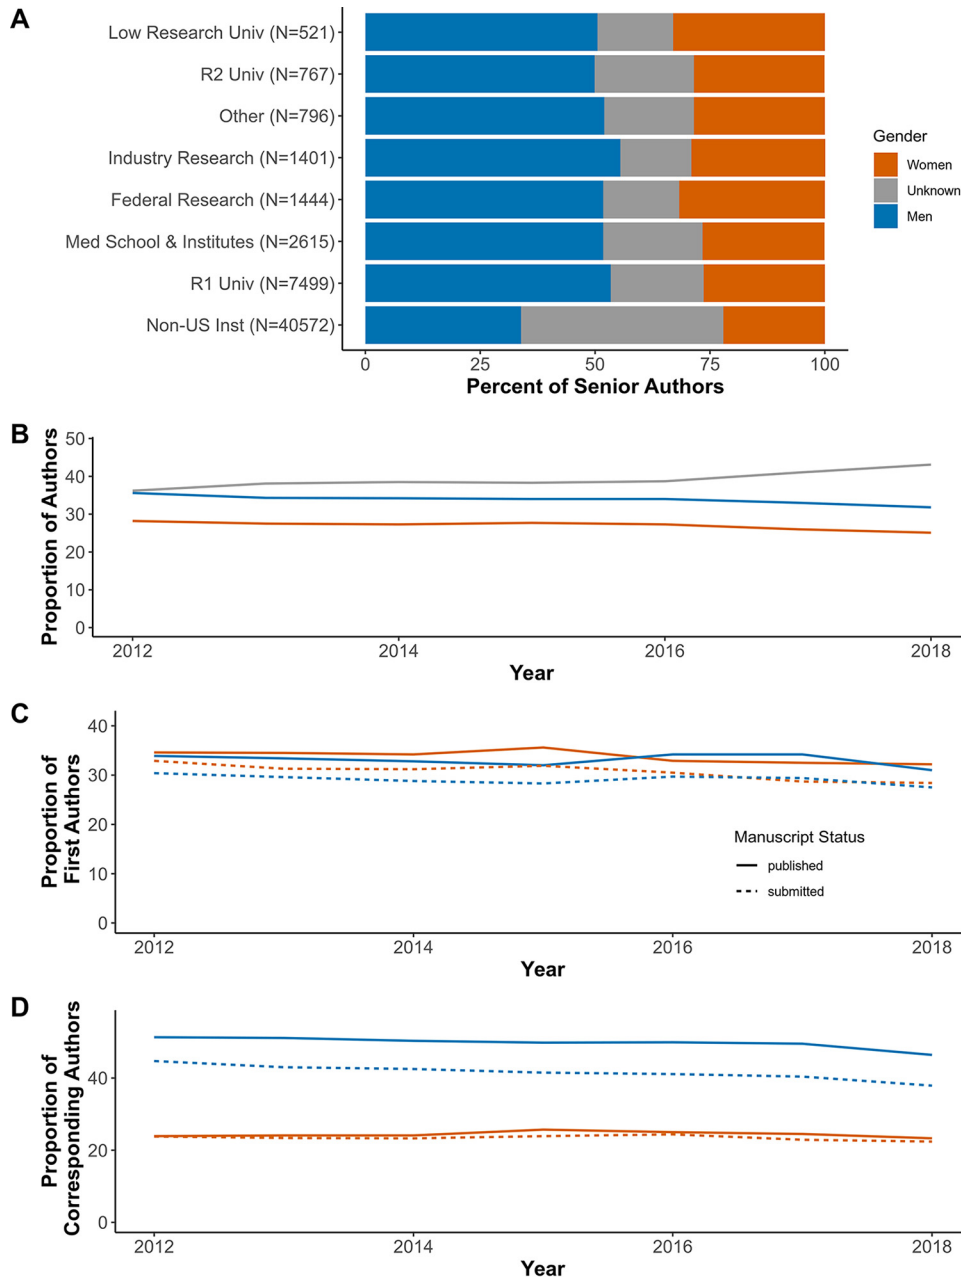 A
Low Research Univ (N=521)
R2 Univ (N=767)
Other (N=796)
Industry Research (N=1401)
Federal Research (N=1444)
Med School & Institutes (N=2615)
R1 Univ (N=7499)
Non-US Inst (N=40572)
0 25 50 75 100
Percent of Senior Authors
Gender
Women
Unknown
Men
B
Proportion of Authors
50
40
30
20
10
0
2012 2014 2016 2018
Year
C
Proportion of
First Authors
40
30
20
10
0
Manuscript Status
published
submitted
2012 2014 2016 2018
Year
D
Proportion of
Corresponding Authors
40
20
0
2012 2014 2016 2018
Year